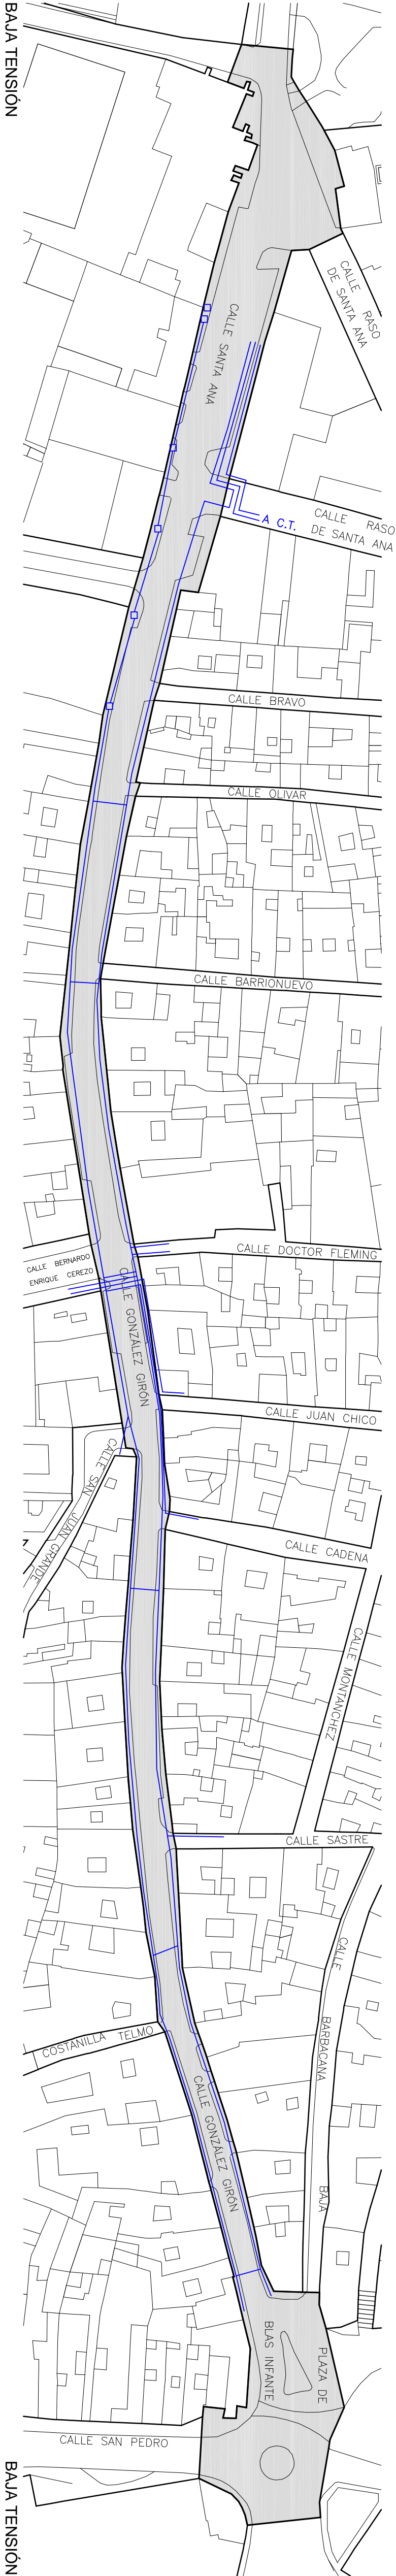 BAJA TENSIÓN
CALLE RASO
DE SANTA ANA
CALLE SANTA ANA
A C.T.
CALLE RASO
DE SANTA ANA
CALLE BRAVO
CALLE OLIVAR
CALLE BARRIONUEVO
CALLE DOCTOR FLEMING
CALLE BERNARDO
ENRIQUE CEREZO
CALLE GONZÁLEZ GIRÓN
CALLE JUAN CHICO
CALLE SAN
JUAN GRANDE
CALLE CADENA
CALLE MONTANCHEZ
CALLE SASTRE
CALLE BARBACANA BAJA
COSTANILLA TELMO
CALLE GONZÁLEZ GIRÓN
PLAZA DE
BLAS INFANTE
CALLE SAN PEDRO
BAJA TENSIÓN